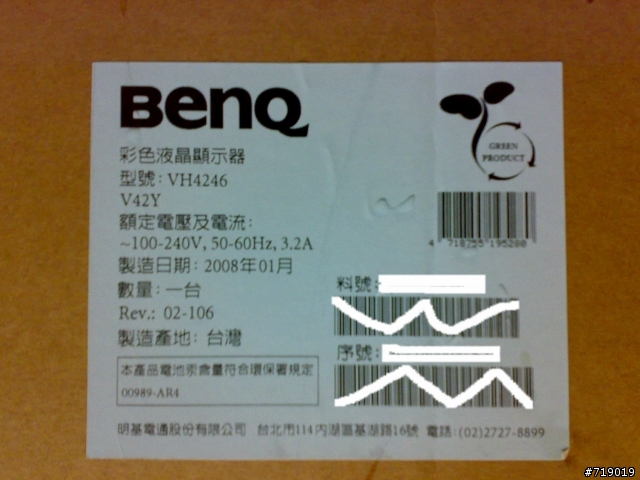 BenQ
彩色液晶顯示器
型號: VH4246
V42Y
額定電壓及電流:
~100-240V, 50-60Hz, 3.2A
製造日期: 2008年01月
數量: 一台
Rev.: 02-106
製造產地: 台灣
本產品電池汞含量符合環保署規定
00989-AR4
GREEN
PRODUCT
4 718755 195280
料號:
序號:
明基電通股份有限公司 台北市114內湖區基湖路16號 電話: (02)2727-8899
#719019